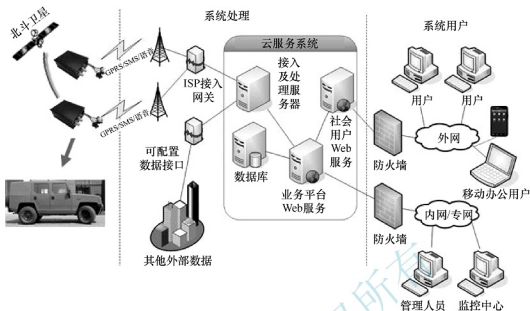 系统处理
系统用户
北斗卫星
GPRS/SMS/语音
GPRS/SMS/语音
ISP接入
网关
可配置
数据接口
其他外部数据
云服务系统
接入
及处理
服务器
社会
用户
Web
服务
数据库
业务平台
Web服务
防火墙
防火墙
用户
用户
外网
移动办公用户
内网/专网
管理人员
监控中心
所有